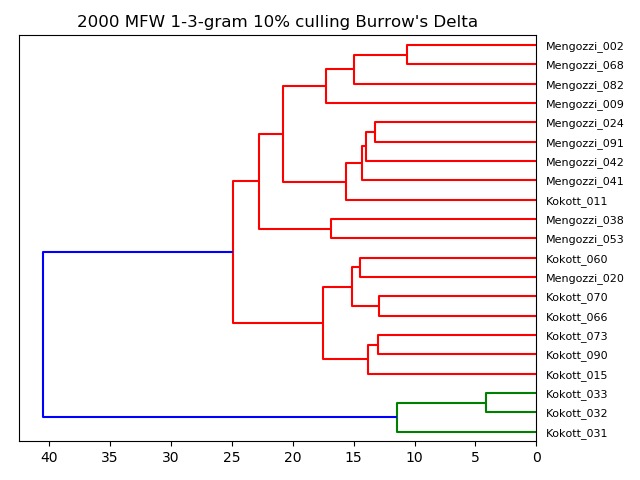 2000 MFW 1-3-gram 10% culling Burrow's Delta
Mengozzi_002
Mengozzi_068
Mengozzi_082
Mengozzi_009
Mengozzi_024
Mengozzi_091
Mengozzi_042
Mengozzi_041
Kokott_011
Mengozzi_038
Mengozzi_053
Kokott_060
Mengozzi_020
Kokott_070
Kokott_066
Kokott_073
Kokott_090
Kokott_015
Kokott_033
Kokott_032
Kokott_031
40 35 30 25 20 15 10 5 0